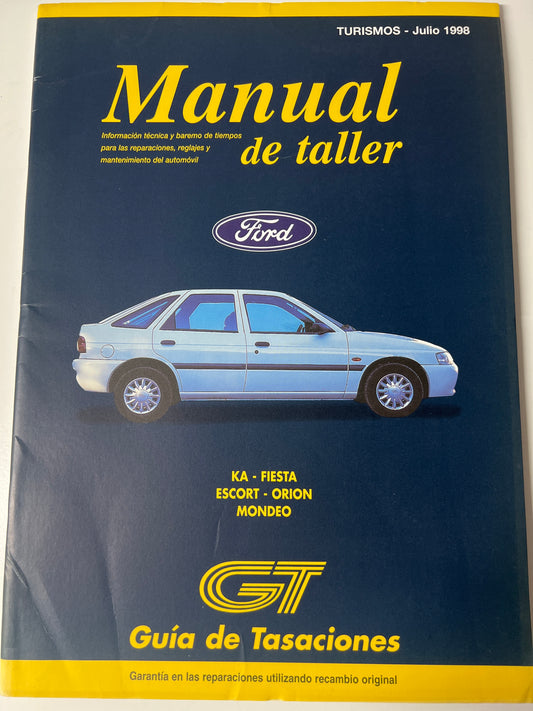 TURISMOS - Julio 1998
Manual
de taller
Información técnica y baremo de tiempos
para las reparaciones, reglajes y
mantenimiento del automóvil
Ford
KA - FIESTA
ESCORT - ORION
MONDEO
GT
Guía de Tasaciones
Garantía en las reparaciones utilizando recambio original